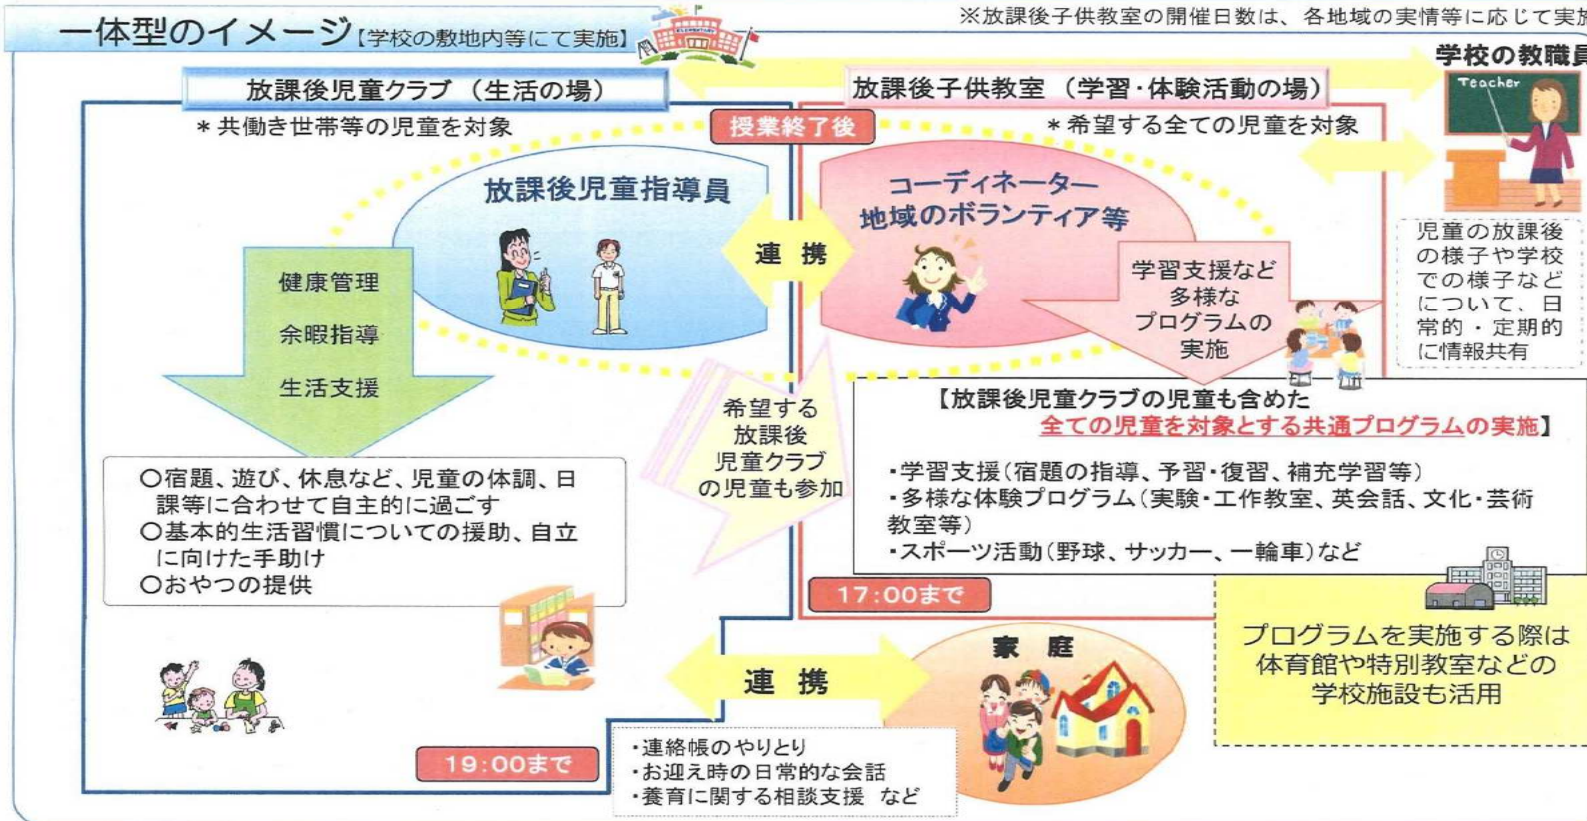 一体型のイメージ【学校の敷地内等にて実施】
※放課後子供教室の開催日数は、各地域の実情等に応じて実施
学校の教職員
Teacher
放課後児童クラブ（生活の場）
放課後子供教室（学習・体験活動の場）
＊共働き世帯等の児童を対象
授業終了後
＊希望する全ての児童を対象
放課後児童指導員
コーディネーター
地域のボランティア等
連携
健康管理
余暇指導
生活支援
学習支援など
多様な
プログラムの
実施
児童の放課後
の様子や学校
での様子など
について、日
常的・定期的
に情報共有
希望する
放課後
児童クラブ
の児童も参加
【放課後児童クラブの児童も含めた
全ての児童を対象とする共通プログラムの実施】
・学習支援（宿題の指導、予習・復習、補充学習等）
・多様な体験プログラム（実験・工作教室、英会話、文化・芸術
教室等）
・スポーツ活動（野球、サッカー、一輪車）など
○宿題、遊び、休息など、児童の体調、日
課等に合わせて自主的に過ごす
○基本的生活習慣についての援助、自立
に向けた手助け
○おやつの提供
17:00まで
プログラムを実施する際は
体育館や特別教室などの
学校施設も活用
連携
家庭
19:00まで
・連絡帳のやりとり
・お迎え時の日常的な会話
・養育に関する相談支援 など